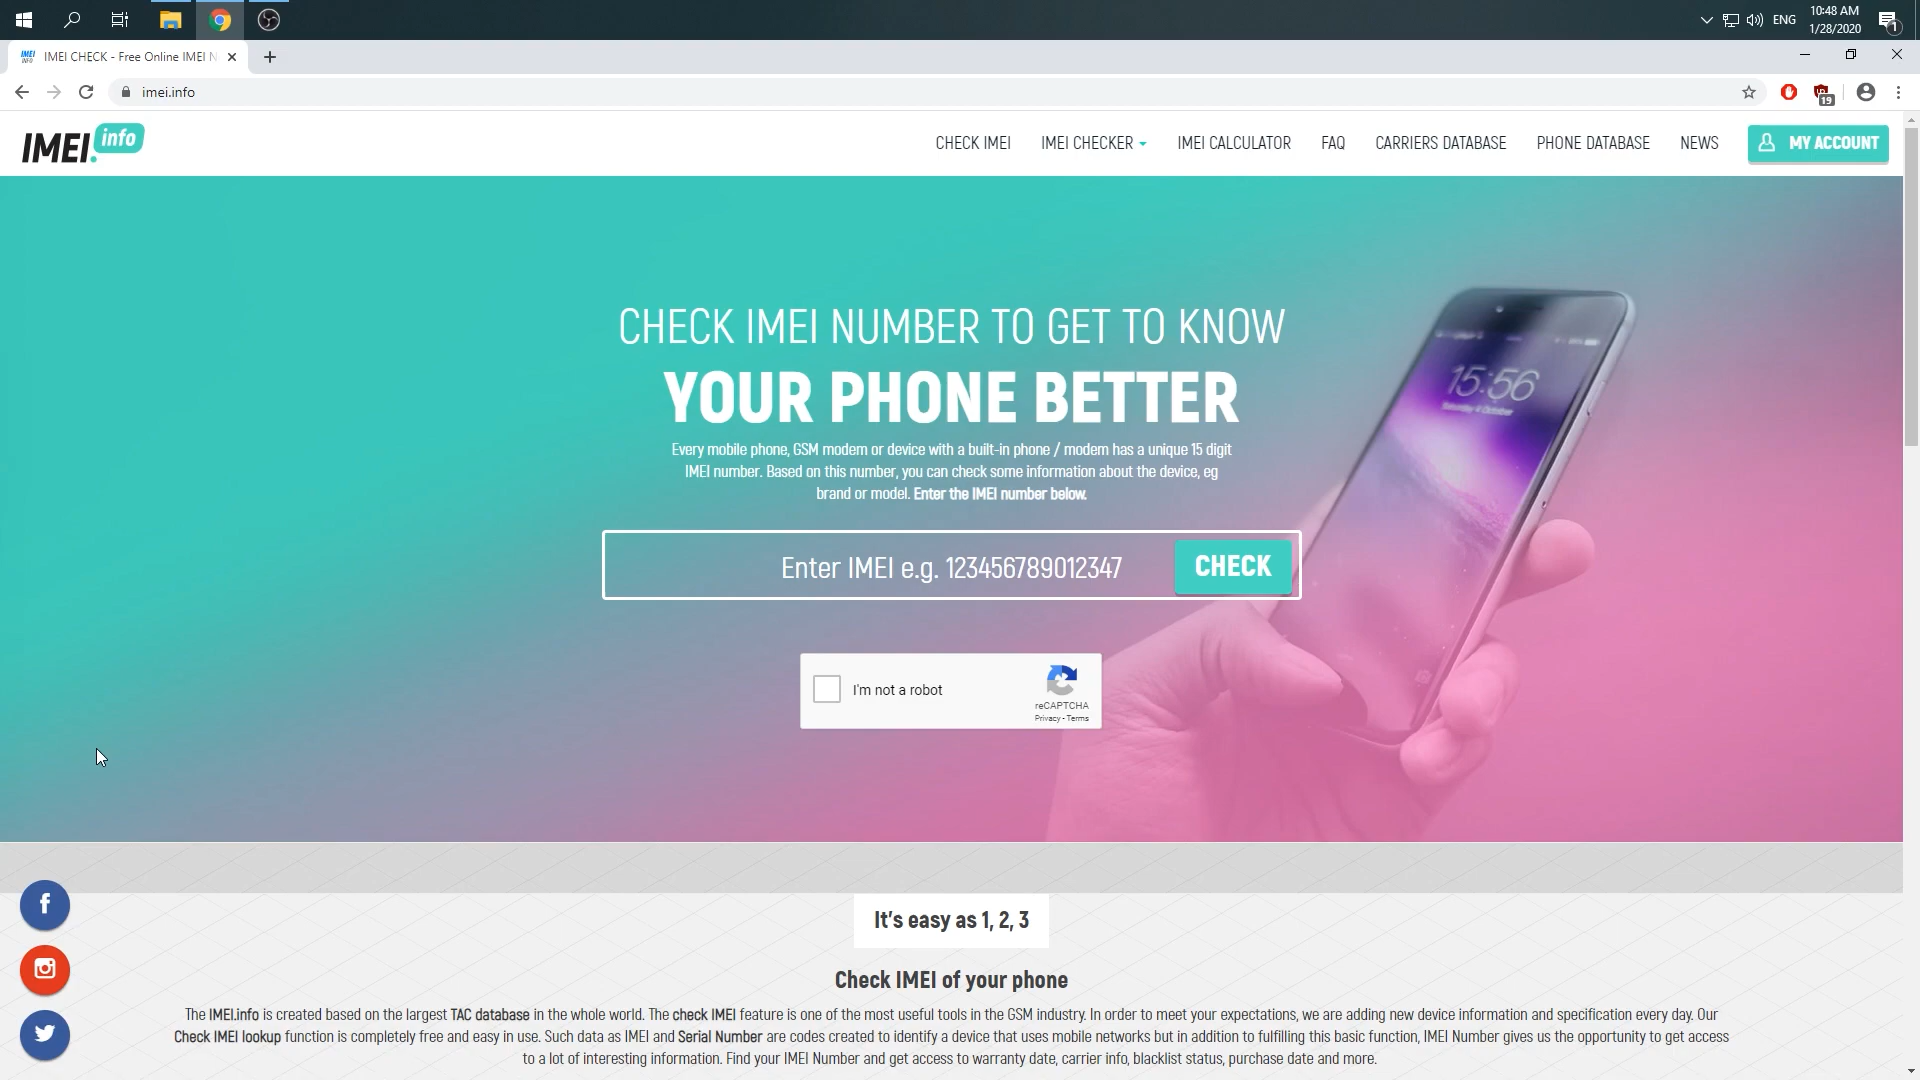 ENG
10:48 AM
1/28/2020
1
IMEI CHECK - Free Online IMEI N
imei.info
19
IMEI.info
CHECK IMEI
IMEI CHECKER
IMEI CALCULATOR
FAQ
CARRIERS DATABASE
PHONE DATABASE
NEWS
MY ACCOUNT
CHECK IMEI NUMBER TO GET TO KNOW
YOUR PHONE BETTER
Every mobile phone, GSM modem or device with a built-in phone / modem has a unique 15 digit
IMEI number. Based on this number, you can check some information about the device, eg
brand or model. Enter the IMEI number below.
Enter IMEI e.g. 123456789012347
CHECK
15:56
Saturday 4 October
I'm not a robot
reCAPTCHA
Privacy - Terms
It's easy as 1, 2, 3
Check IMEI of your phone
The IMEI.info is created based on the largest TAC database in the whole world. The check IMEI feature is one of the most useful tools in the GSM industry. In order to meet your expectations, we are adding new device information and specification every day. Our
Check IMEI lookup function is completely free and easy in use. Such data as IMEI and Serial Number are codes created to identify a device that uses mobile networks but in addition to fulfilling this basic function, IMEI Number gives us the opportunity to get access
to a lot of interesting information. Find your IMEI Number and get access to warranty date, carrier info, blacklist status, purchase date and more.